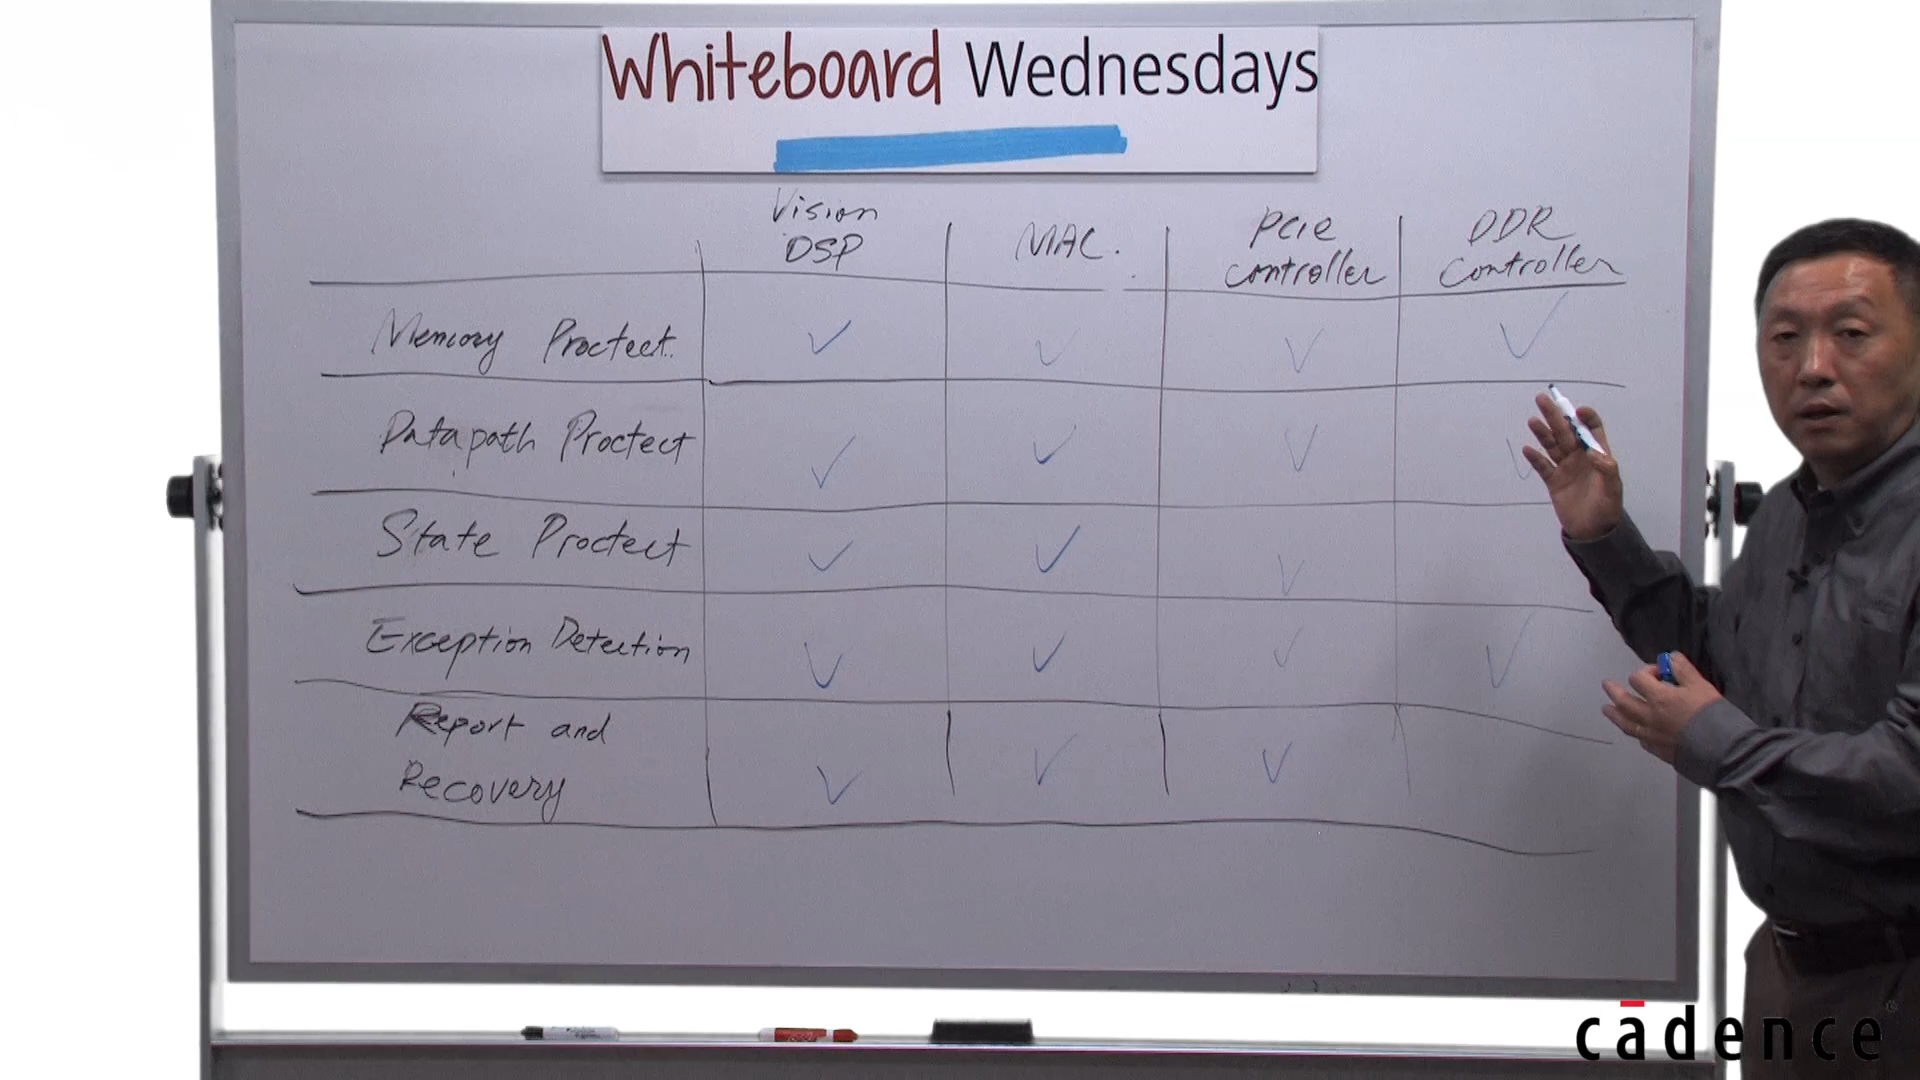 Whiteboard Wednesdays
Vision
DSP
MAC.
PCIe
controller
DDR
Controller
Memory Proctect.
✓ ✓ ✓ ✓
Datapath Proctect
✓ ✓ ✓ ✓
State Proctect
✓ ✓ ✓
Exception Detection
✓ ✓ ✓ ✓
Report and
Recovery
✓ ✓ ✓
cādence